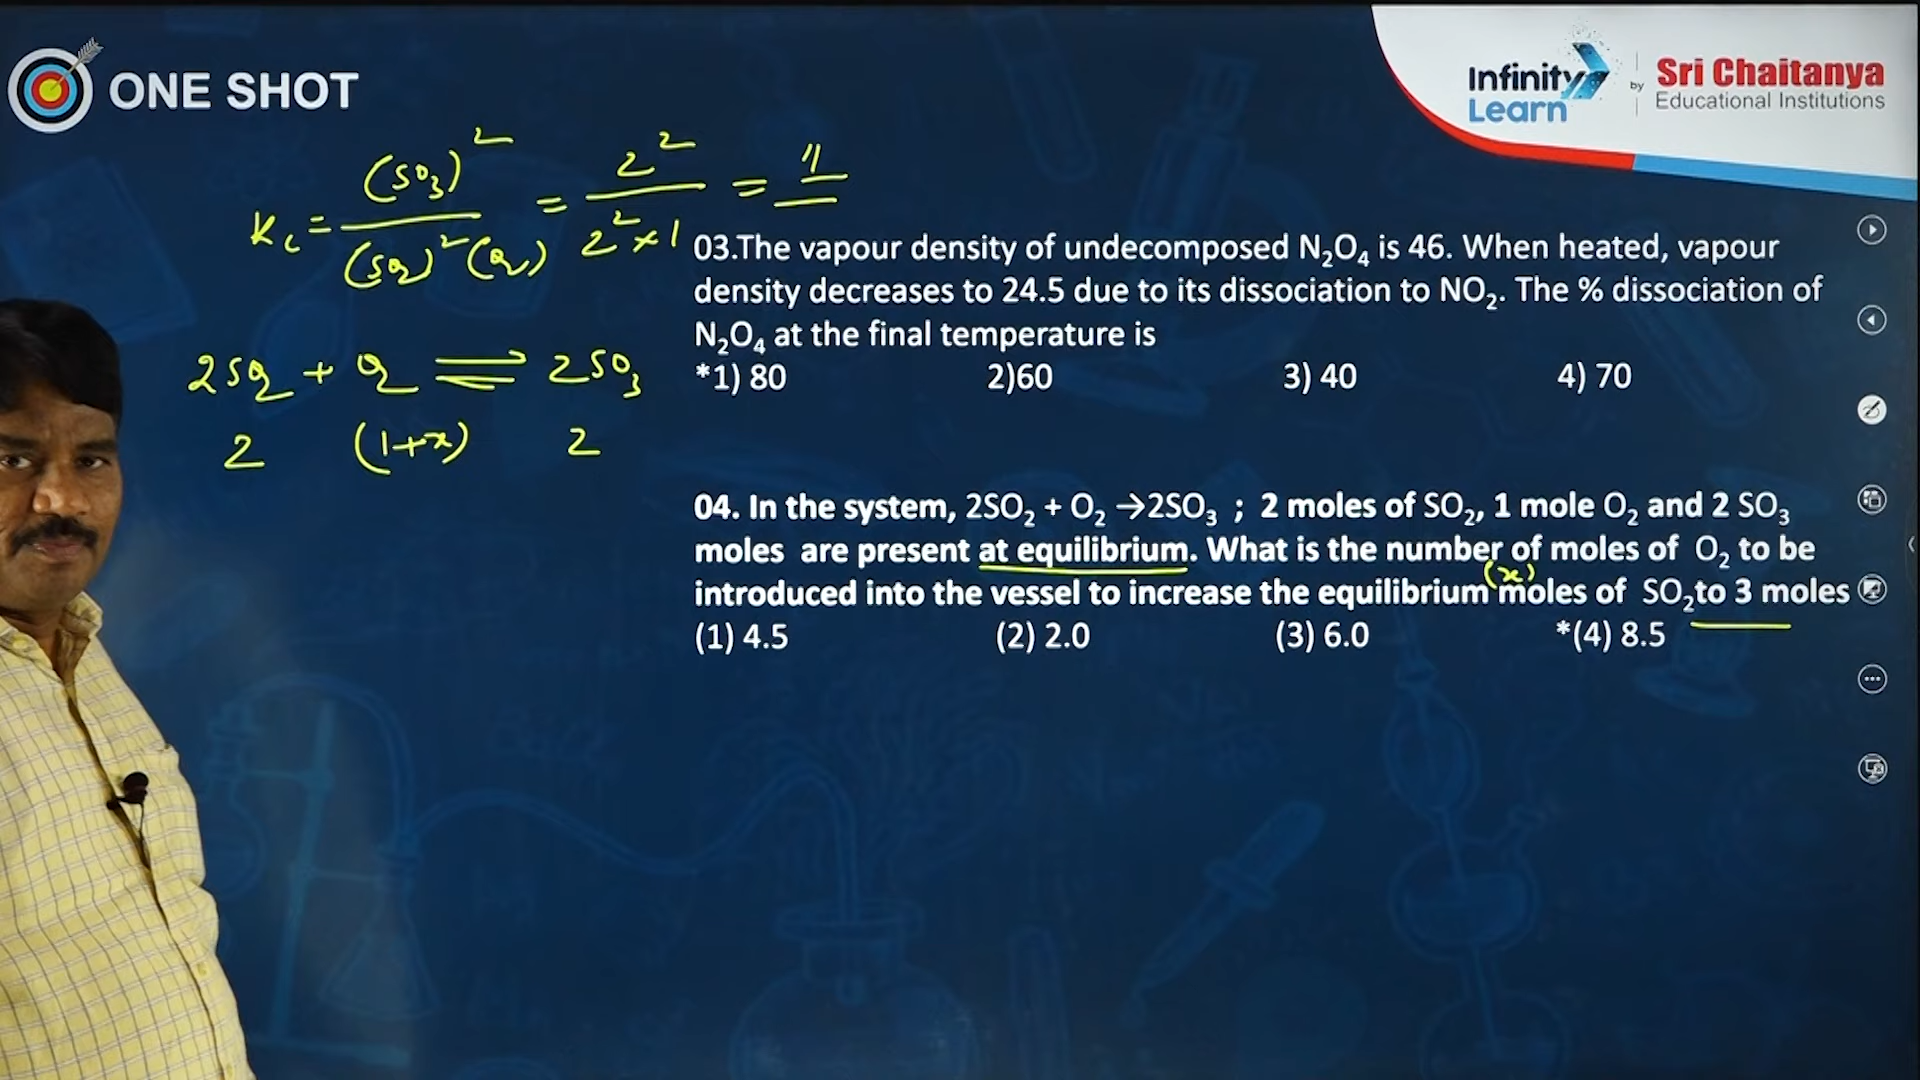 ONE SHOT
Infinity Learn by Sri Chaitanya Educational Institutions
Kc = (SO3)² / (SO2)² (O2) = 2² / 2² × 1 = 1
2SO2 + O2 ⇌ 2SO3
2 (1+x) 2
03.The vapour density of undecomposed N₂O₄ is 46. When heated, vapour
density decreases to 24.5 due to its dissociation to NO₂. The % dissociation of
N₂O₄ at the final temperature is
*1) 80 2)60 3) 40 4) 70
04. In the system, 2SO₂ + O₂ →2SO₃ ; 2 moles of SO₂, 1 mole O₂ and 2 SO₃
moles are present at equilibrium. What is the number of moles of O₂ to be
(x)
introduced into the vessel to increase the equilibrium moles of SO₂to 3 moles
(1) 4.5 (2) 2.0 (3) 6.0 *(4) 8.5